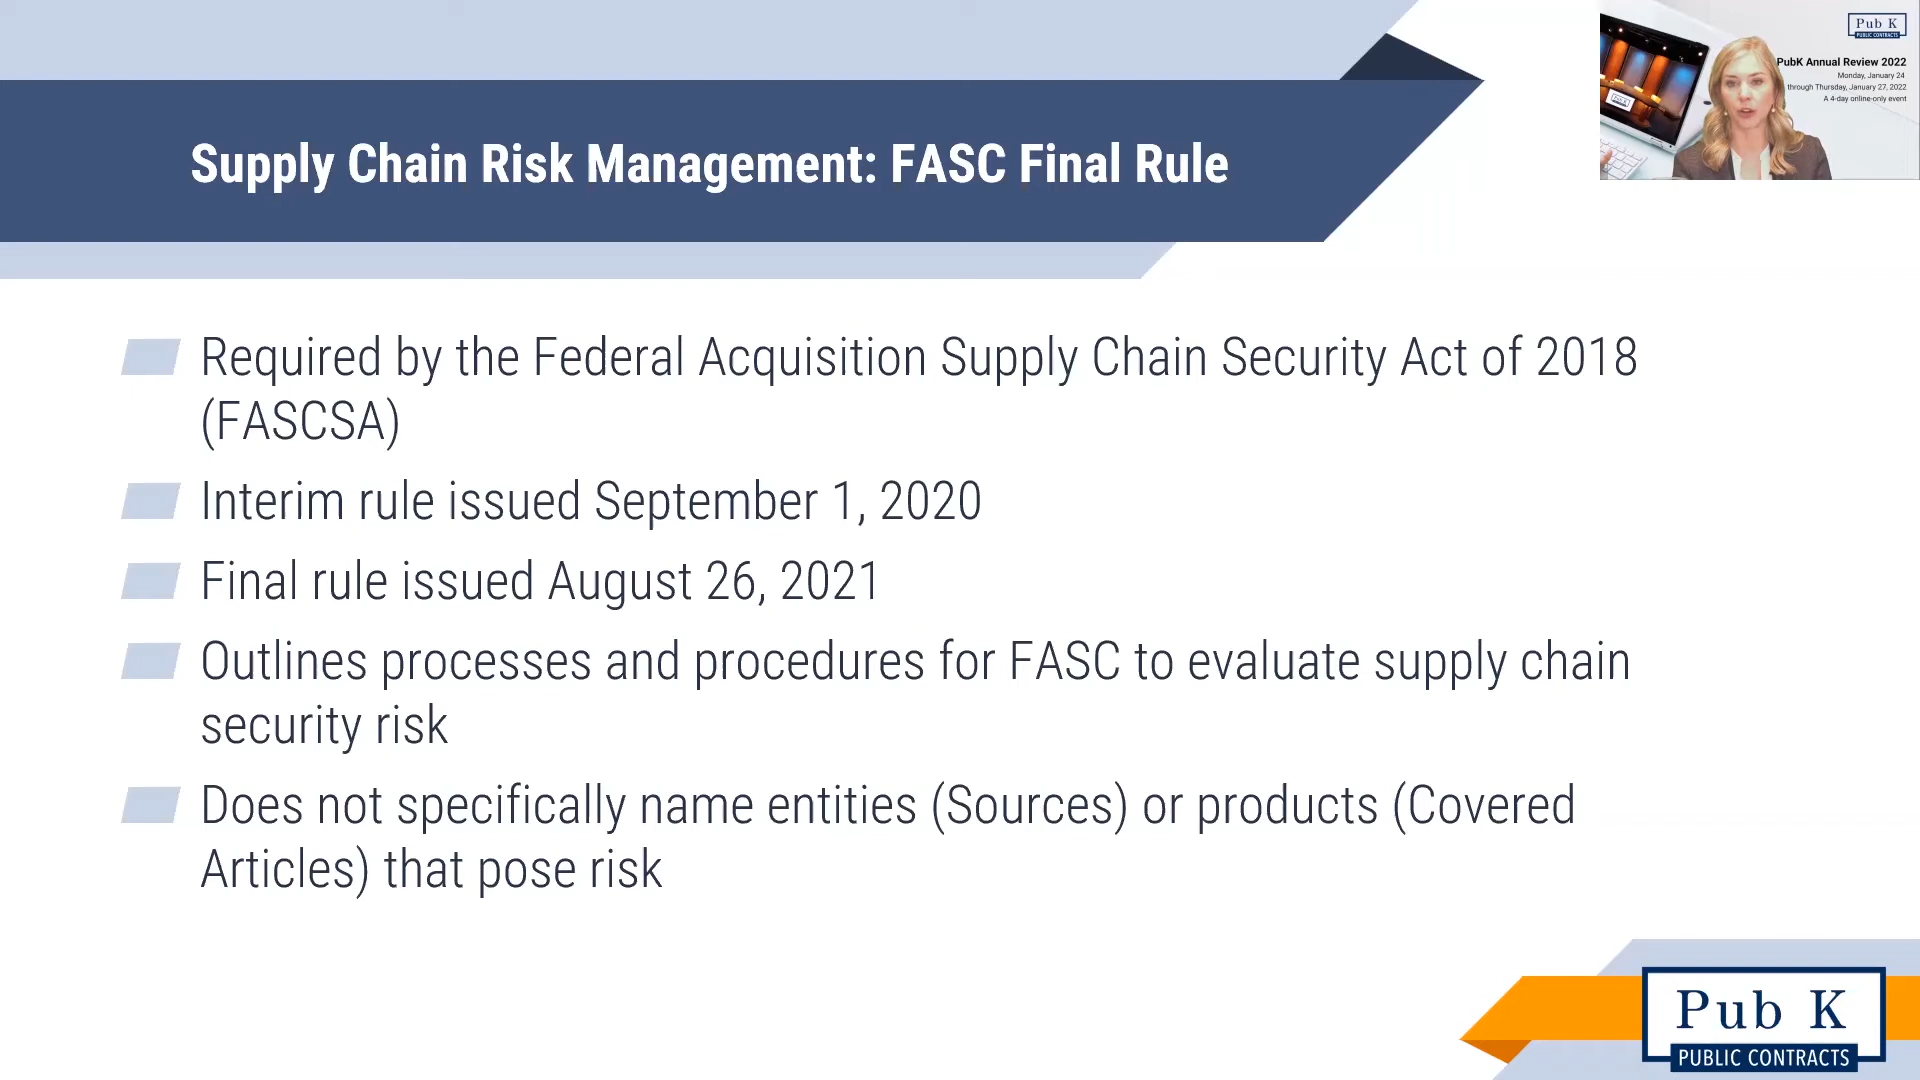 Supply Chain Risk Management: FASC Final Rule
Pub K
PUBLIC CONTRACTS
PubK Annual Review 2022
Monday, January 24
through Thursday, January 27, 2022
A 4-day online-only event
Required by the Federal Acquisition Supply Chain Security Act of 2018
(FASCSA)
Interim rule issued September 1, 2020
Final rule issued August 26, 2021
Outlines processes and procedures for FASC to evaluate supply chain
security risk
Does not specifically name entities (Sources) or products (Covered
Articles) that pose risk
Pub K
PUBLIC CONTRACTS